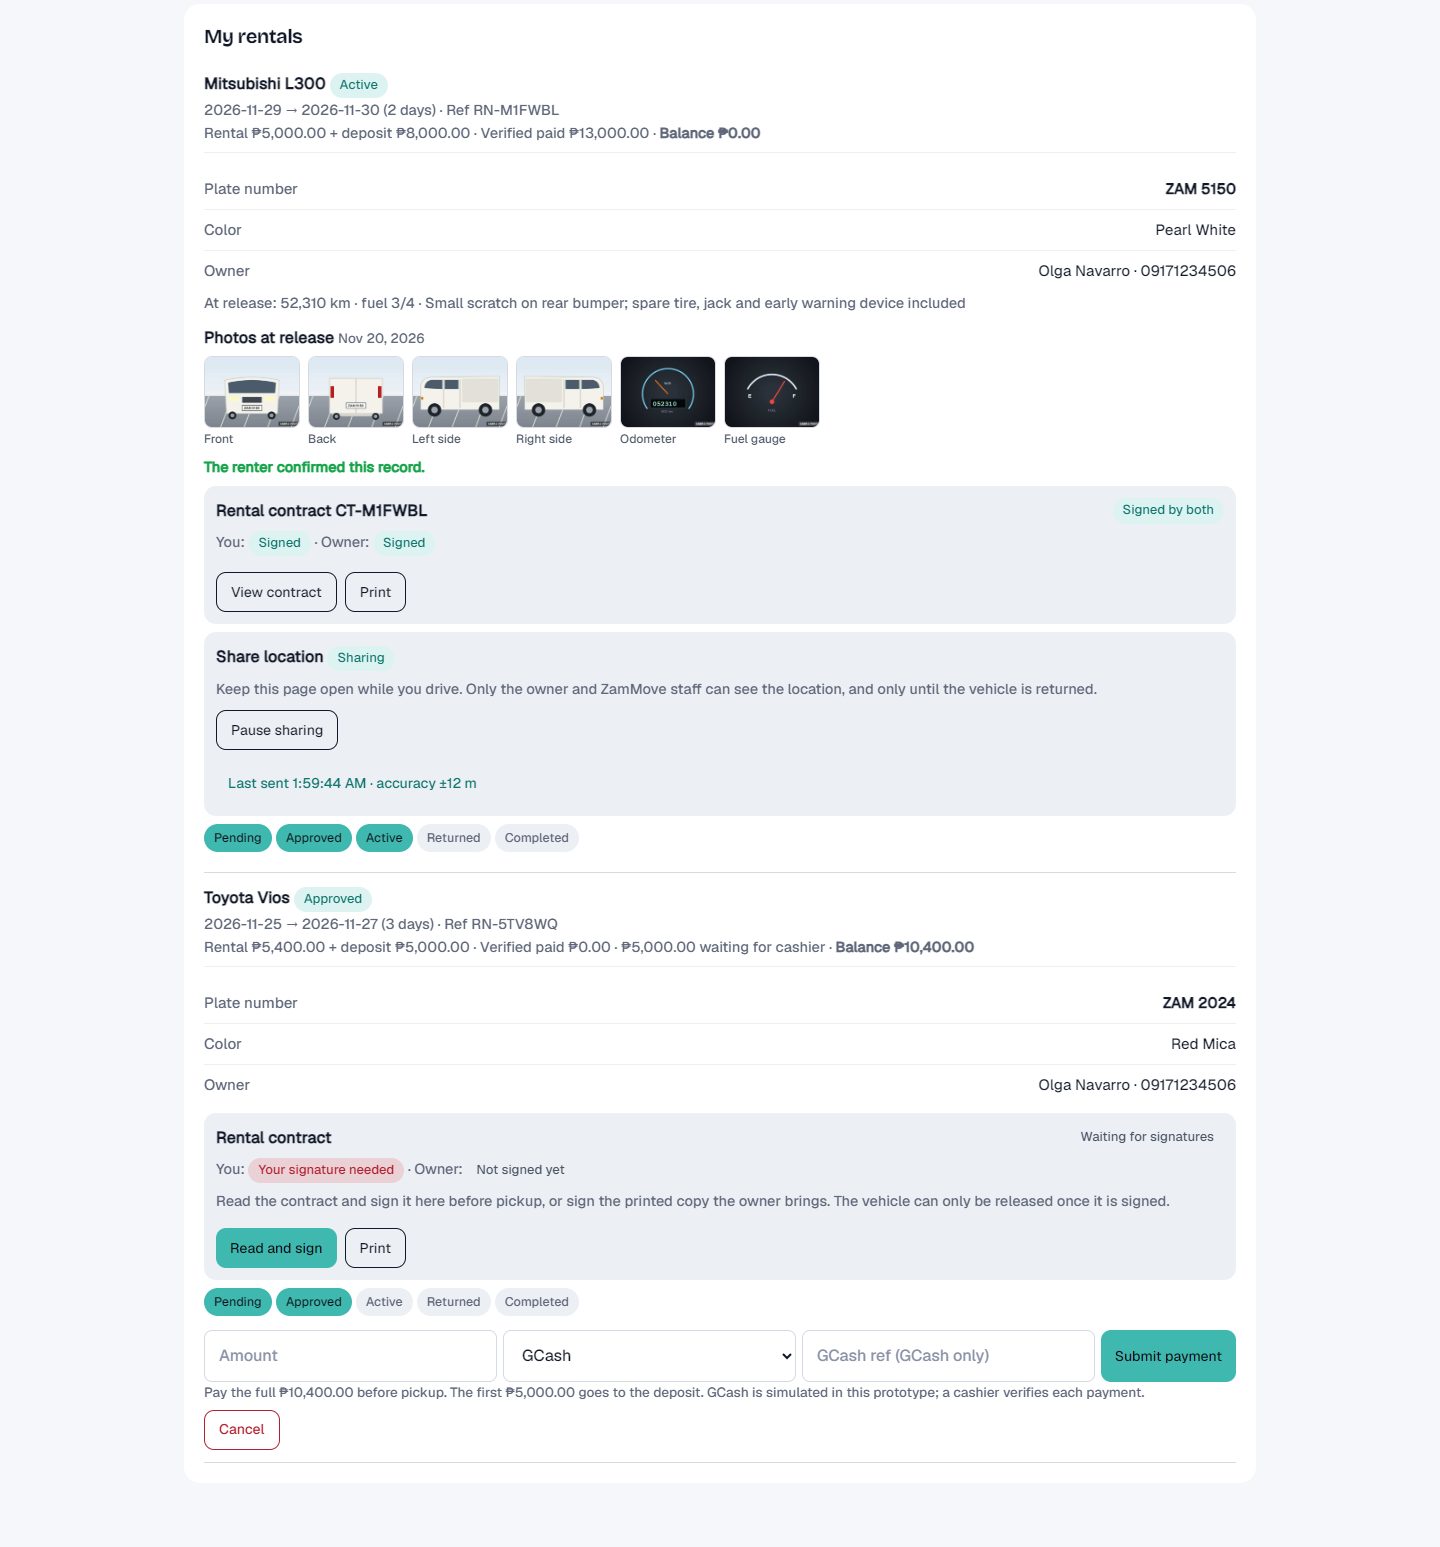 My rentals
Mitsubishi L300 Active
2026-11-29 → 2026-11-30 (2 days) · Ref RN-M1FWBL
Rental ₱5,000.00 + deposit ₱8,000.00 · Verified paid ₱13,000.00 · Balance ₱0.00
Plate number ZAM 5150
Color Pearl White
Owner Olga Navarro · 09171234506
At release: 52,310 km · fuel 3/4 · Small scratch on rear bumper; spare tire, jack and early warning device included
Photos at release Nov 20, 2026
052310
E F
FUEL
Front Back Left side Right side Odometer Fuel gauge
The renter confirmed this record.
Rental contract CT-M1FWBL Signed by both
You: Signed · Owner: Signed
View contract Print
Share location Sharing
Keep this page open while you drive. Only the owner and ZamMove staff can see the location, and only until the vehicle is returned.
Pause sharing
Last sent 1:59:44 AM · accuracy ±12 m
Pending Approved Active Returned Completed
Toyota Vios Approved
2026-11-25 → 2026-11-27 (3 days) · Ref RN-5TV8WQ
Rental ₱5,400.00 + deposit ₱5,000.00 · Verified paid ₱0.00 · ₱5,000.00 waiting for cashier · Balance ₱10,400.00
Plate number ZAM 2024
Color Red Mica
Owner Olga Navarro · 09171234506
Rental contract Waiting for signatures
You: Your signature needed · Owner: Not signed yet
Read the contract and sign it here before pickup, or sign the printed copy the owner brings. The vehicle can only be released once it is signed.
Read and sign Print
Pending Approved Active Returned Completed
Amount GCash GCash ref (GCash only) Submit payment
Pay the full ₱10,400.00 before pickup. The first ₱5,000.00 goes to the deposit. GCash is simulated in this prototype; a cashier verifies each payment.
Cancel